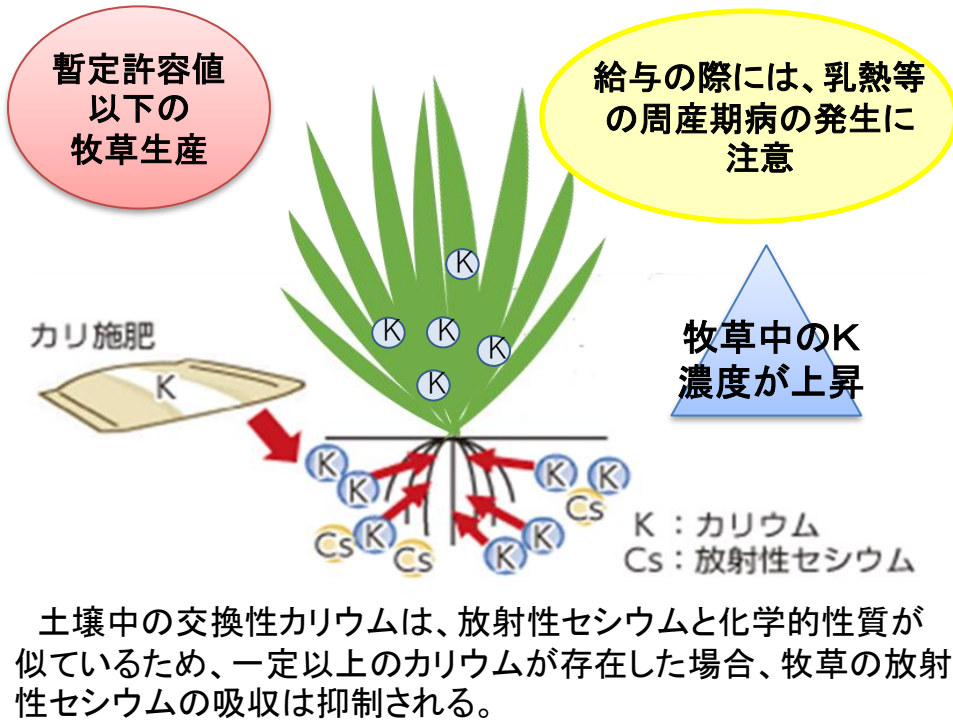 暫定許容値
以下の
牧草生産
給与の際には、乳熱等
の周産期病の発生に
注意
K
K
K
K
K
牧草中のK
濃度が上昇
カリ施肥
K
K
K
K
K
Cs
K
Cs
Cs
K
K
K：カリウム
Cs：放射性セシウム
土壌中の交換性カリウムは、放射性セシウムと化学的性質が
似ているため、一定以上のカリウムが存在した場合、牧草の放射
性セシウムの吸収は抑制される。